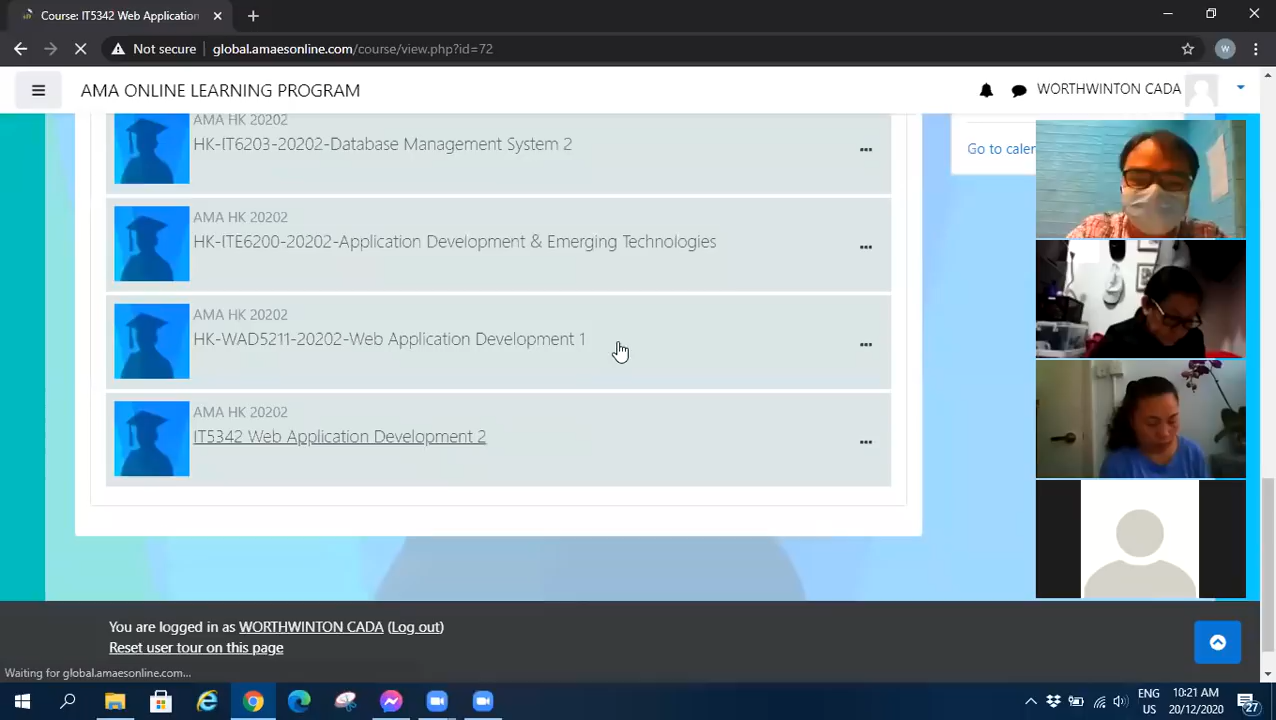 Course: IT5342 Web Application
Not secure
global.amaesonline.com/course/view.php?id=72
W
AMA ONLINE LEARNING PROGRAM
WORTHWINTON CADA
AMA HK 20202
HK-IT6203-20202-Database Management System 2
Go to calen
AMA HK 20202
HK-ITE6200-20202-Application Development & Emerging Technologies
AMA HK 20202
HK-WAD5211-20202-Web Application Development 1
AMA HK 20202
IT5342 Web Application Development 2
You are logged in as WORTHWINTON CADA (Log out)
Reset user tour on this page
Waiting for global.amaesonline.com...
ENG
US
10:21 AM
20/12/2020
27